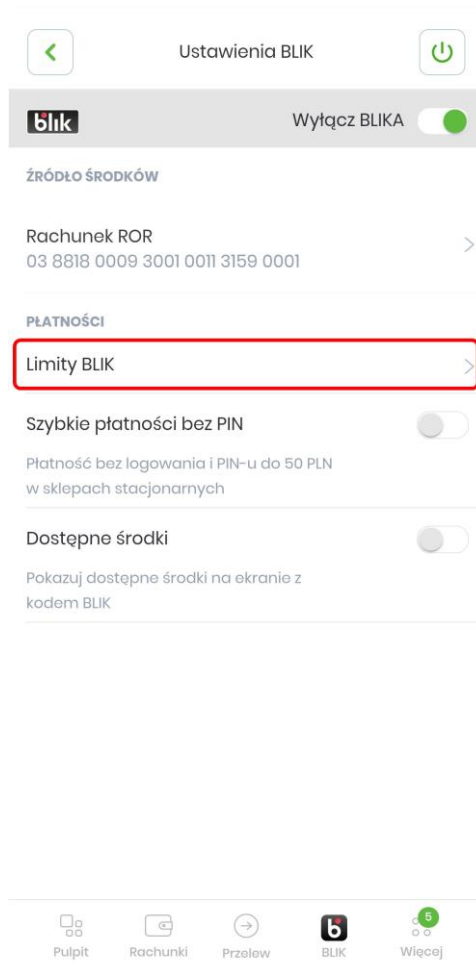 Ustawienia BLIK
blik
Wyłącz BLIKA
ŹRÓDŁO ŚRODKÓW
Rachunek ROR
03 8818 0009 3001 0011 3159 0001
PŁATNOŚCI
Limity BLIK
Szybkie płatności bez PIN
Płatność bez logowania i PIN-u do 50 PLN
w sklepach stacjonarnych
Dostępne środki
Pokazuj dostępne środki na ekranie z
kodem BLIK
b
5
Pulpit
Rachunki
Przelew
BLIK
Więcej